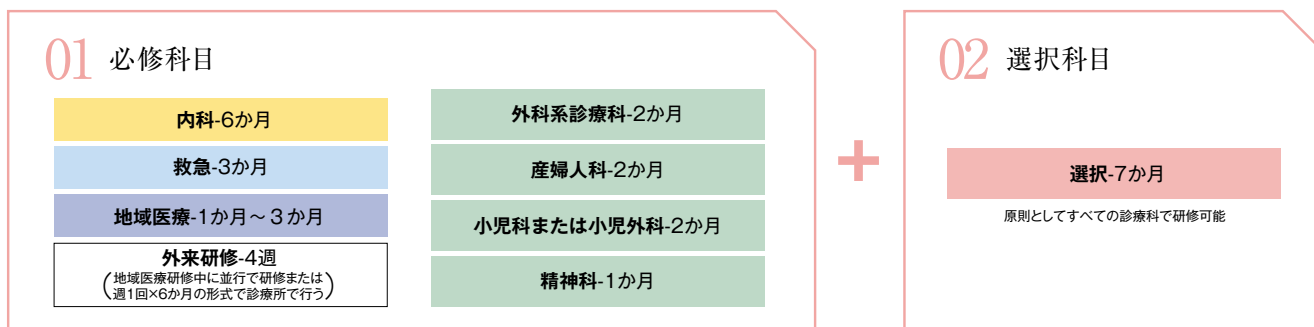 01 必修科目
内科-6か月
救急-3か月
地域医療-1か月～３か月
外来研修-4週
(地域医療研修中に並行で研修または
週1回×6か月の形式で診療所で行う)
外科系診療科-2か月
産婦人科-2か月
小児科または小児外科-2か月
精神科-1か月
+
02 選択科目
選択-7か月
原則としてすべての診療科で研修可能